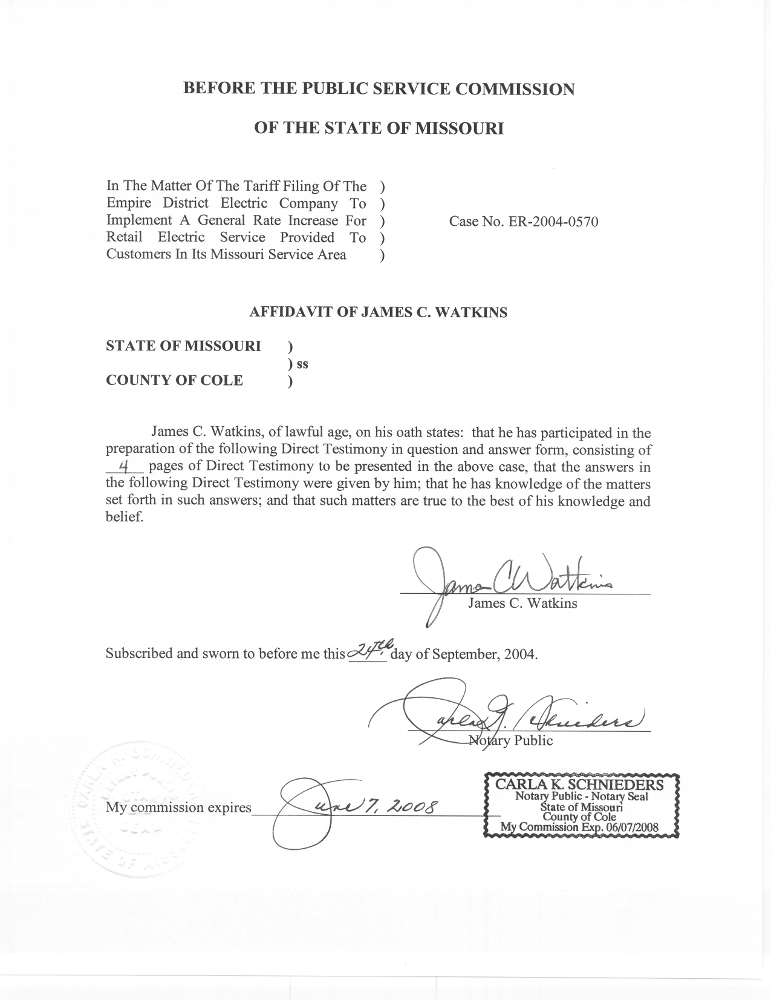 BEFORE THE PUBLIC SERVICE COMMISSION
OF THE STATE OF MISSOURI
In The Matter Of The Tariff Filing Of The )
Empire District Electric Company To )
Implement A General Rate Increase For ) Case No. ER-2004-0570
Retail Electric Service Provided To )
Customers In Its Missouri Service Area )
AFFIDAVIT OF JAMES C. WATKINS
STATE OF MISSOURI )
) ss
COUNTY OF COLE )
James C. Watkins, of lawful age, on his oath states: that he has participated in the
preparation of the following Direct Testimony in question and answer form, consisting of
4 pages of Direct Testimony to be presented in the above case, that the answers in
the following Direct Testimony were given by him; that he has knowledge of the matters
set forth in such answers; and that such matters are true to the best of his knowledge and
belief.
James C Watkins
James C. Watkins
Subscribed and sworn to before me this 24th day of September, 2004.
Carla K. Schnieders
Notary Public
My commission expires June 7, 2008
CARLA K. SCHNIEDERS
Notary Public - Notary Seal
State of Missouri
County of Cole
My Commission Exp. 06/07/2008
CARLA K. SCHNIEDERS
NOTARY PUBLIC
NOTARY
SEAL
STATE OF MISSOURI